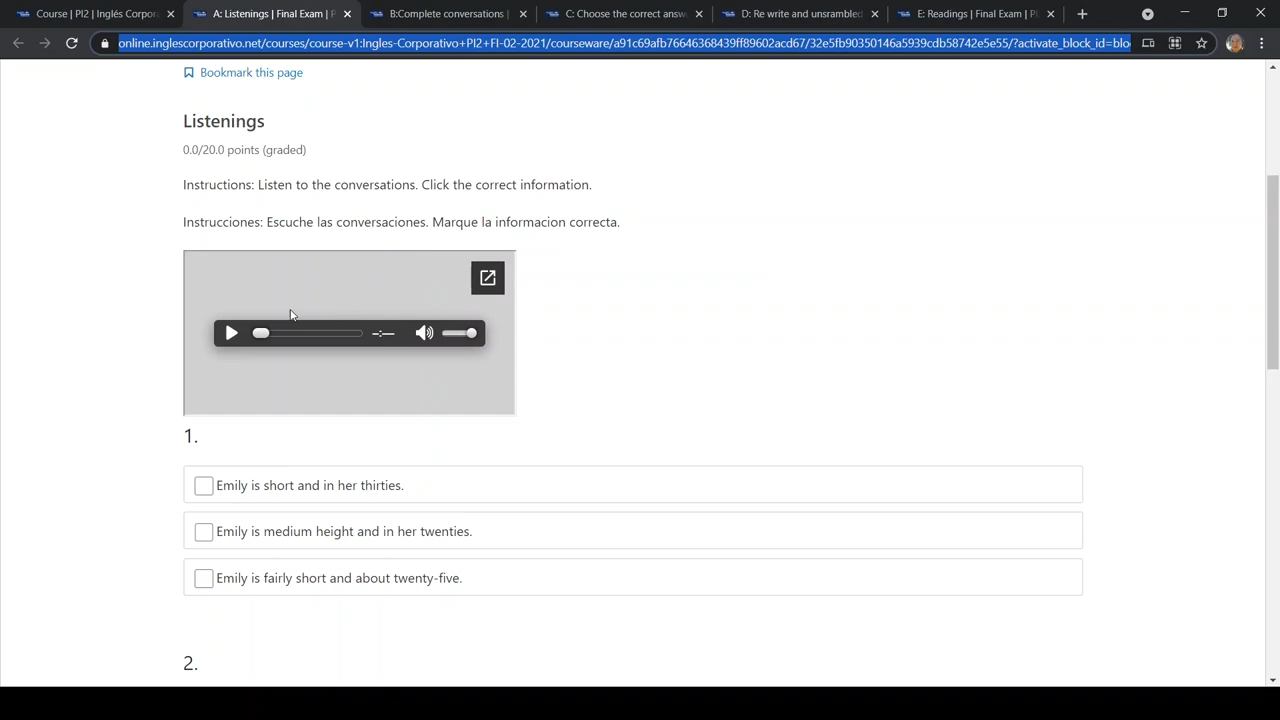 Course | PI2 | Inglés Corpora
A: Listenings | Final Exam | P
B:Complete conversations |
C: Choose the correct answ
D: Re write and unsrambled
E: Readings | Final Exam | PI
online.inglescorporativo.net/courses/course-v1:Ingles-Corporativo+PI2+FI-02-2021/courseware/a91c69afb76646368439ff89602acd67/32e5fb90350146a5939cdb58742e5e55/?activate_block_id=blo
Bookmark this page
Listenings
0.0/20.0 points (graded)
Instructions: Listen to the conversations. Click the correct information.
Instrucciones: Escuche las conversaciones. Marque la informacion correcta.
-:--
1.
Emily is short and in her thirties.
Emily is medium height and in her twenties.
Emily is fairly short and about twenty-five.
2.